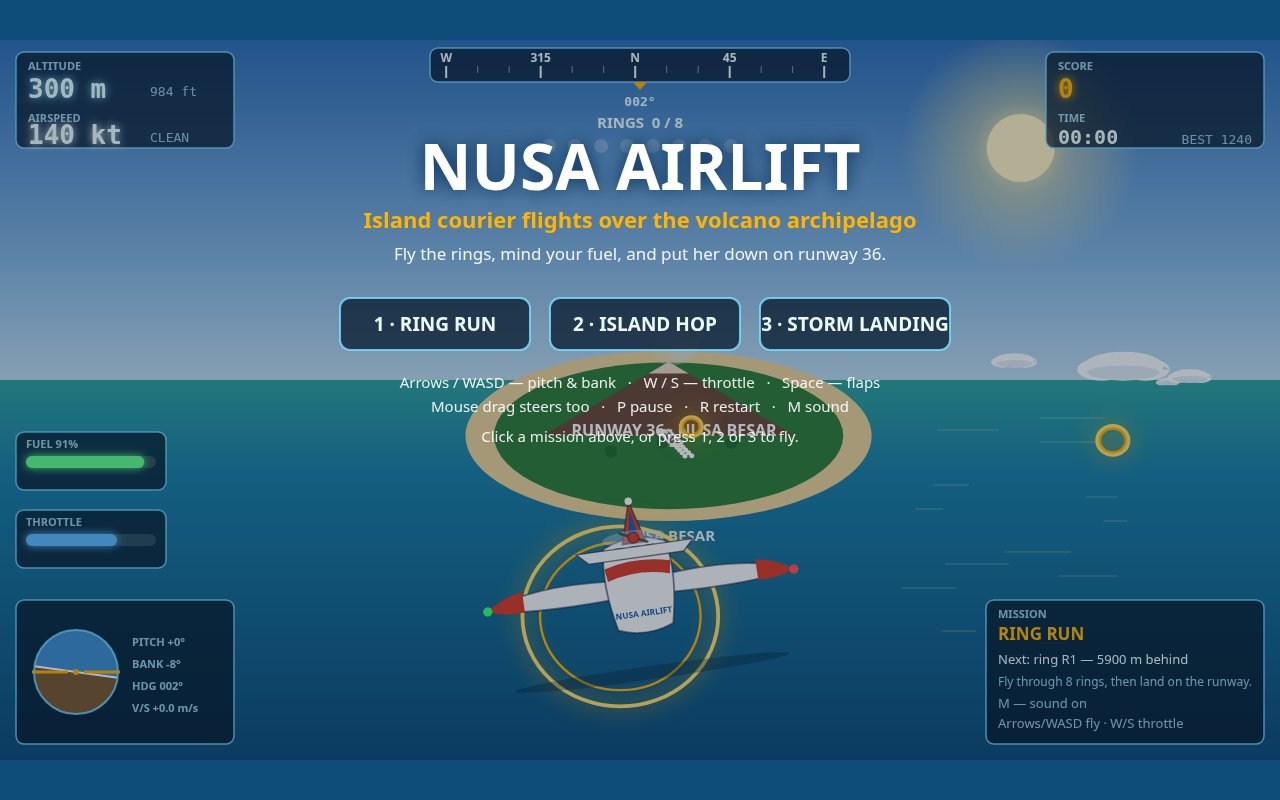 ALTITUDE
300 m
984 ft
AIRSPEED
140 kt
CLEAN
W 315 N 45 E
002°
RINGS 0 / 8
SCORE
0
TIME
00:00
BEST 1240
NUSA AIRLIFT
Island courier flights over the volcano archipelago
Fly the rings, mind your fuel, and put her down on runway 36.
1 · RING RUN
2 · ISLAND HOP
3 · STORM LANDING
Arrows / WASD — pitch & bank · W / S — throttle · Space — flaps
Mouse drag steers too · P pause · R restart · M sound
RUNWAY 36 NUSA BESAR
Click a mission above, or press 1, 2 or 3 to fly.
BESAR
NUSA AIRLIFT
FUEL 91%
THROTTLE
PITCH +0°
BANK -8°
HDG 002°
V/S +0.0 m/s
MISSION
RING RUN
Next: ring R1 — 5900 m behind
Fly through 8 rings, then land on the runway.
M — sound on
Arrows/WASD fly · W/S throttle